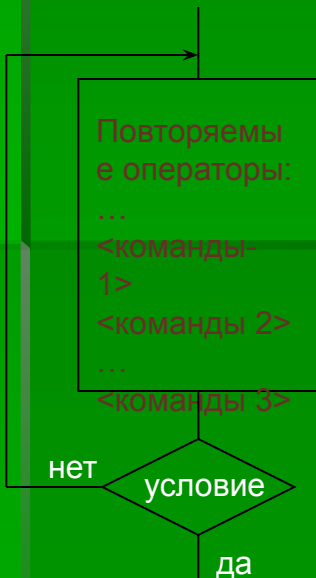 Повторяемы
е операторы:
…
<команды-
1>
<команды 2>
…
<команды 3>
нет
условие
да